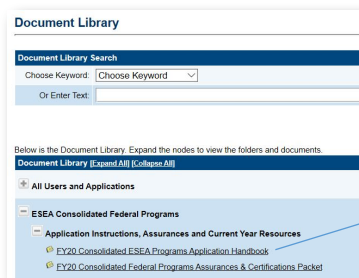 Document Library
Document Library Search
Choose Keyword: Choose Keyword
Or Enter Text:
Below is the Document Library. Expand the nodes to view the folders and documents.
Document Library [Expand All] [Collapse All]
All Users and Applications
ESEA Consolidated Federal Programs
Application Instructions, Assurances and Current Year Resources
FY20 Consolidated ESEA Programs Application Handbook
FY20 Consolidated Federal Programs Assurances & Certifications Packet